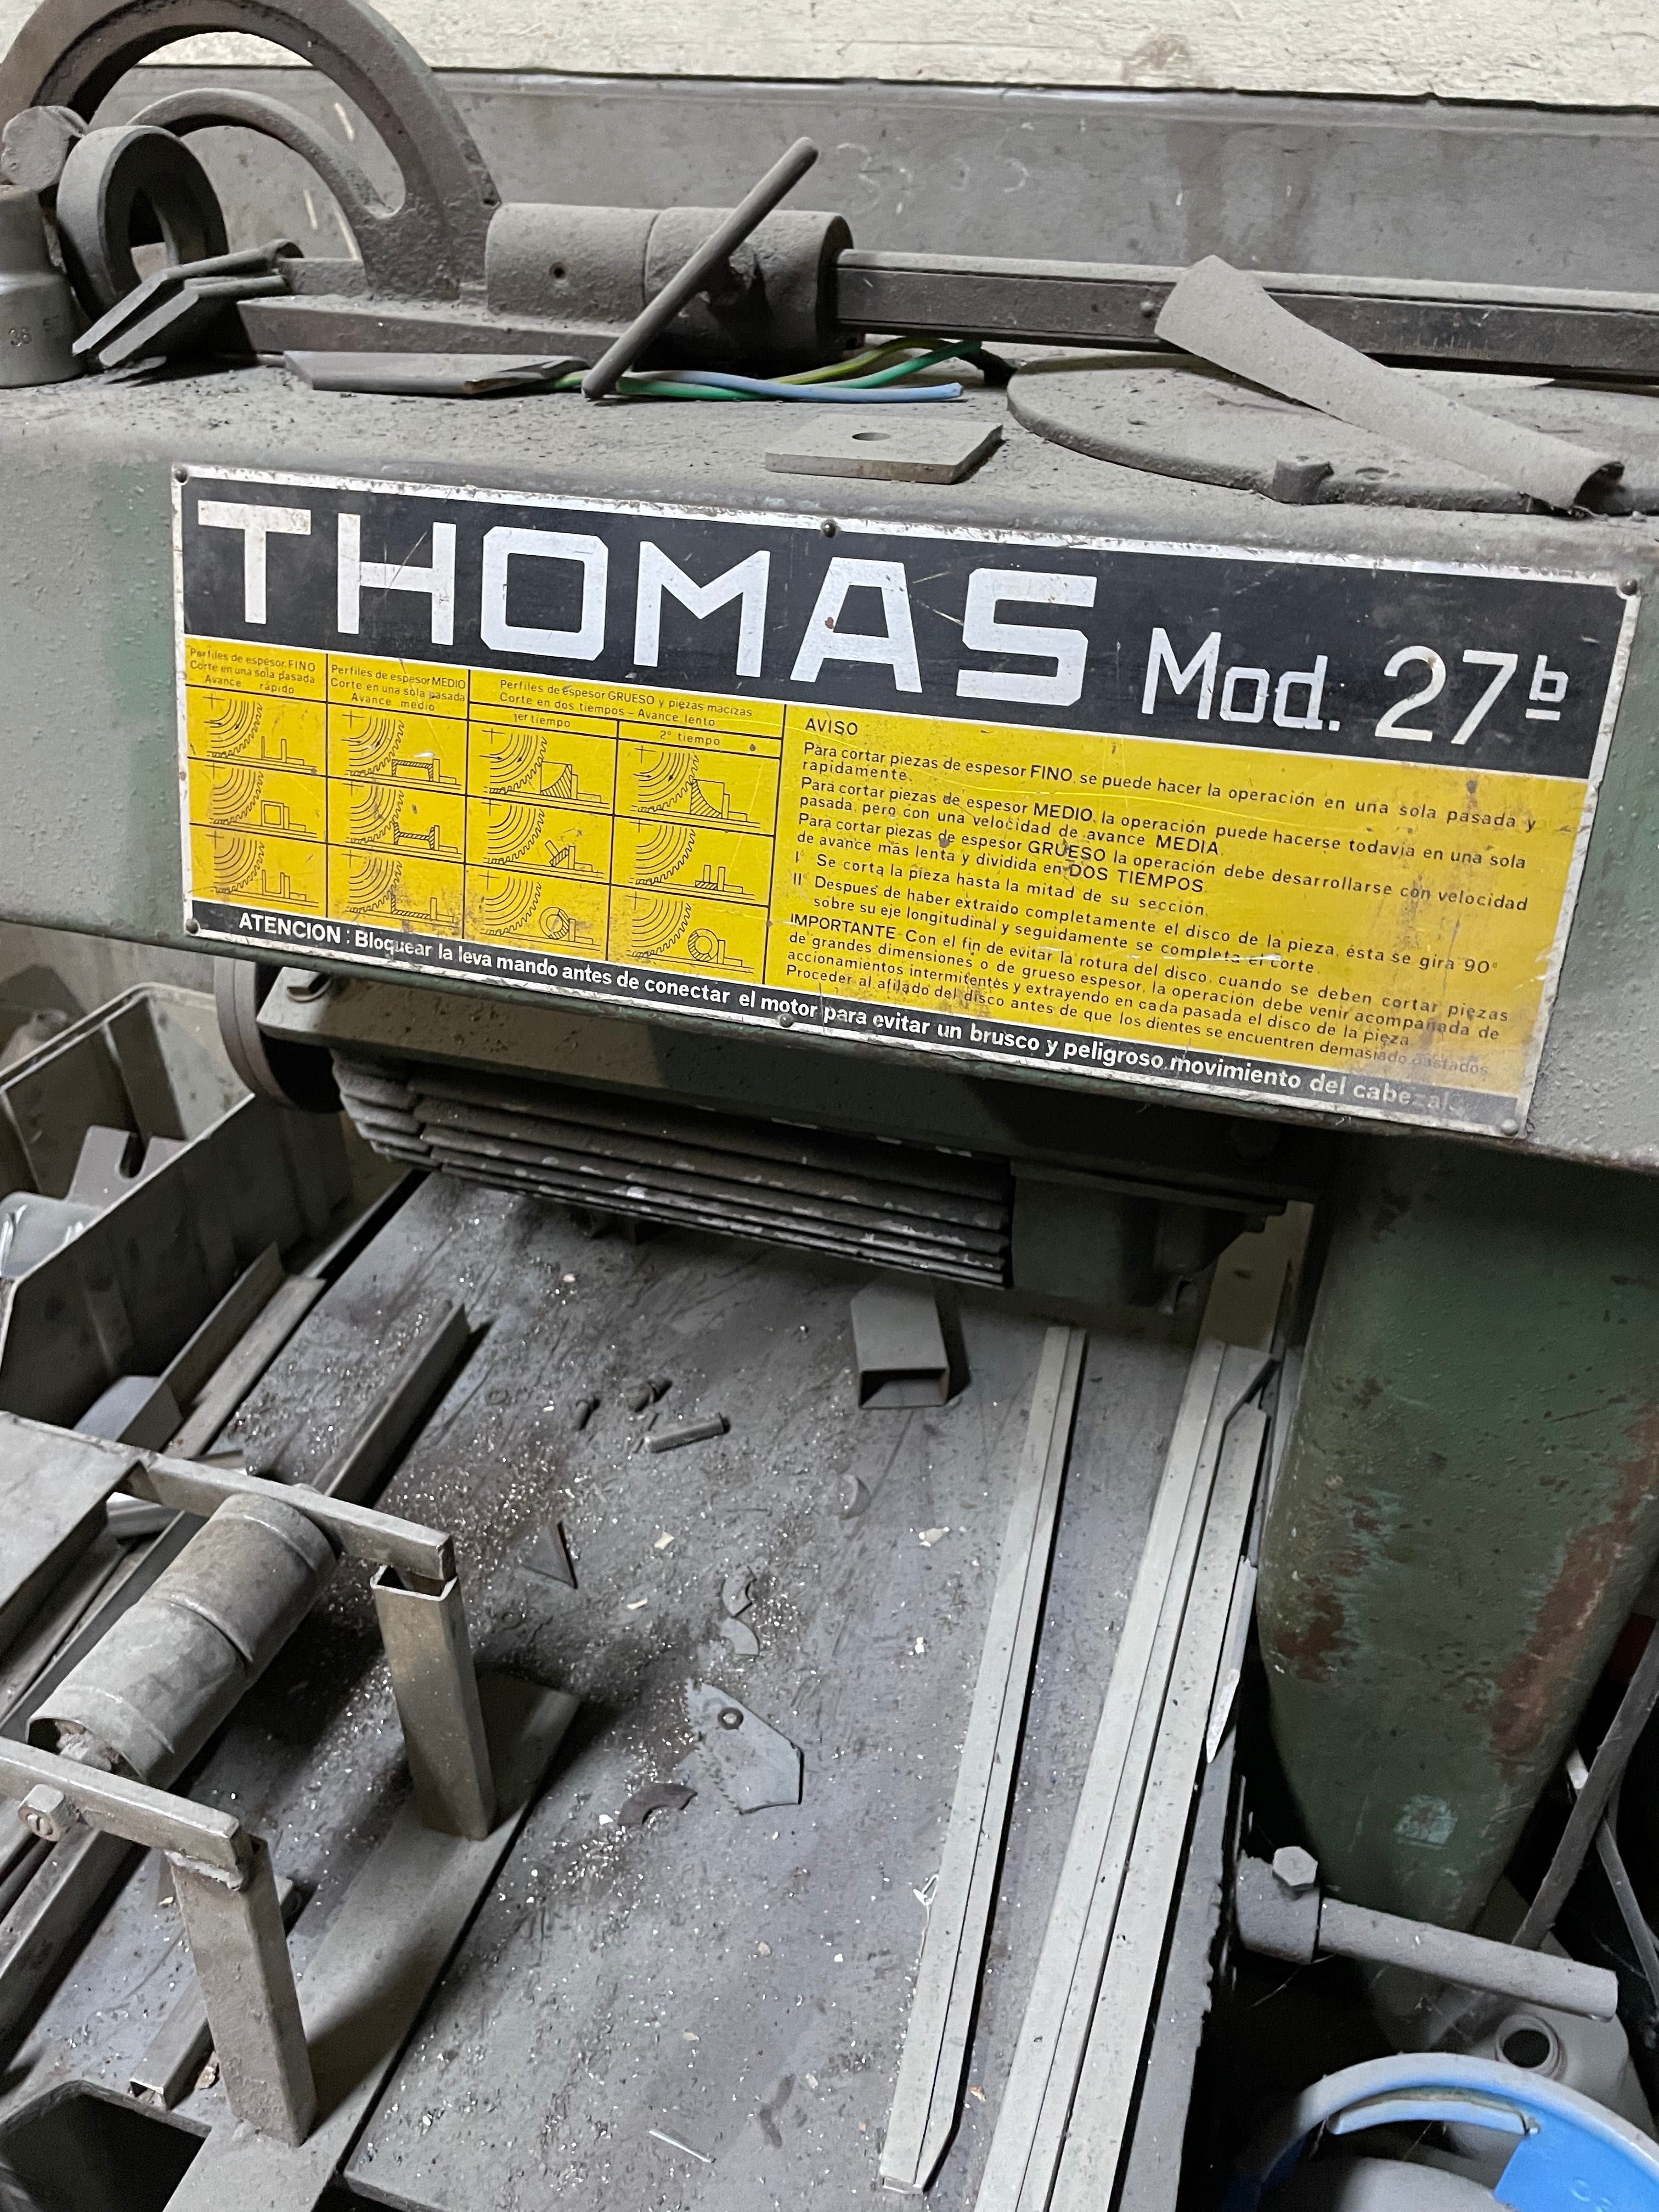 THOMAS Mod. 27b
Perfiles de espesor FINO
Corte en una sola pasada
Avance rápido
Perfiles de espesor MEDIO
Corte en una sola pasada
Avance medio
Perfiles de espesor GRUESO y piezas macizas
Corte en dos tiempos - Avance lento
1er tiempo
2º tiempo
AVISO
Para cortar piezas de espesor FINO, se puede hacer la operación en una sola pasada y
rapidamente.
Para cortar piezas de espesor MEDIO, la operación puede hacerse todavia en una sola
pasada, pero con una velocidad de avance MEDIA.
Para cortar piezas de espesor GRUESO la operación debe desarrollarse con velocidad
de avance más lenta y dividida en DOS TIEMPOS.
I° Se corta la pieza hasta la mitad de su sección.
II° Despues de haber extraido completamente el disco de la pieza, ésta se gira 90°
sobre su eje longitudinal y seguidamente se completa el corte.
IMPORTANTE-Con el fin de evitar la rotura del disco, cuando se deben cortar piezas
de grandes dimensiones o de grueso espesor, la operación debe venir acompañada de
accionamientos intermitentes y extrayendo en cada pasada el disco de la pieza.
Proceder al afilado del disco antes de que los dientes se encuentren demasiado gastados.
ATENCION : Bloquear la leva mando antes de conectar el motor para evitar un brusco y peligroso movimiento del cabezal.
36